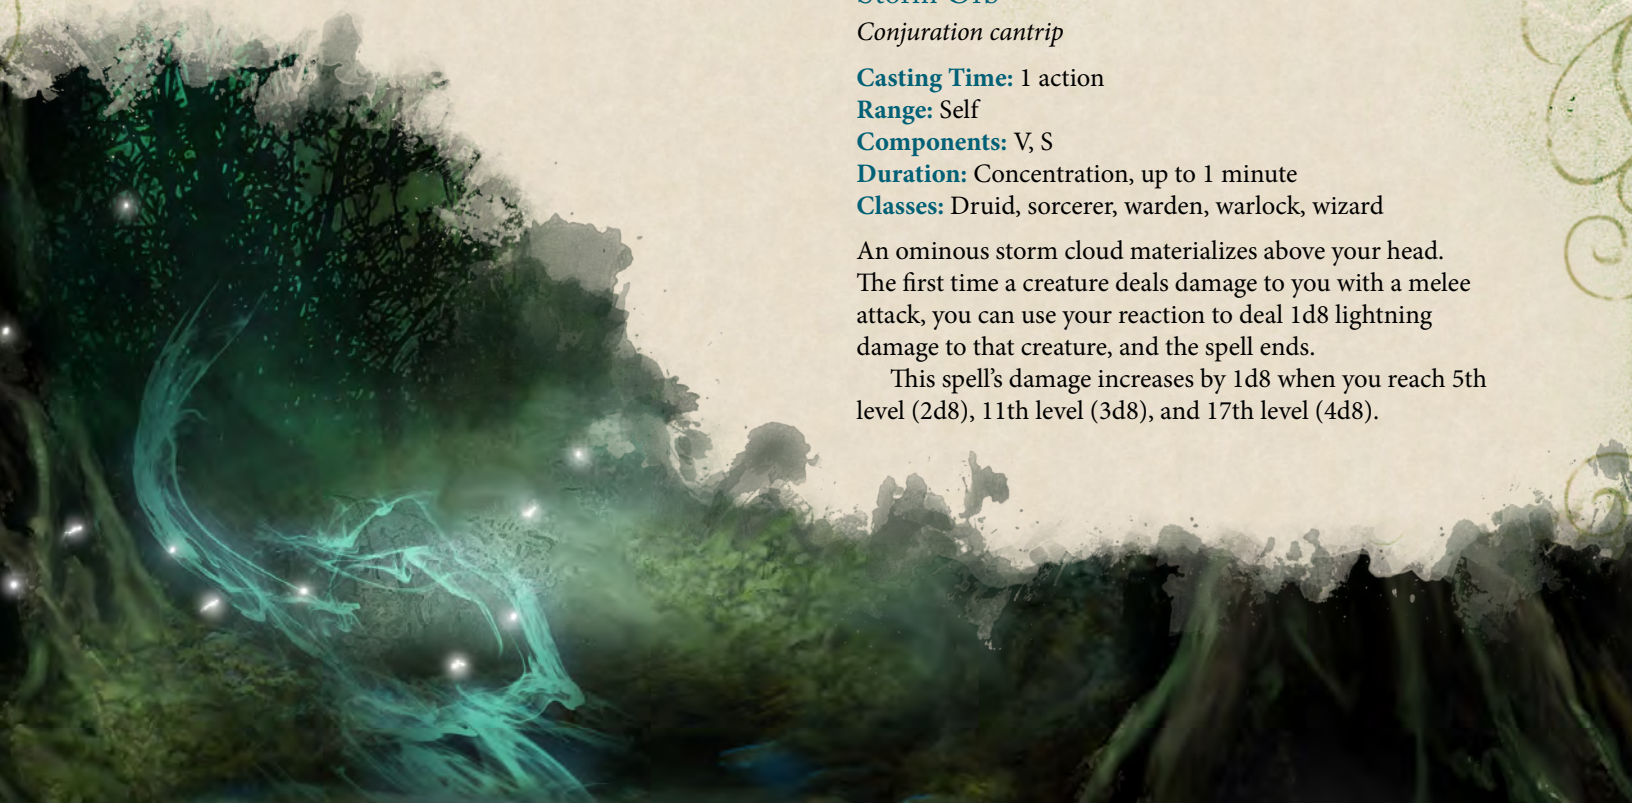 Storm Orb
Conjuration cantrip
Casting Time: 1 action
Range: Self
Components: V, S
Duration: Concentration, up to 1 minute
Classes: Druid, sorcerer, warden, warlock, wizard
An ominous storm cloud materializes above your head.
The first time a creature deals damage to you with a melee
attack, you can use your reaction to deal 1d8 lightning
damage to that creature, and the spell ends.
This spell’s damage increases by 1d8 when you reach 5th
level (2d8), 11th level (3d8), and 17th level (4d8).